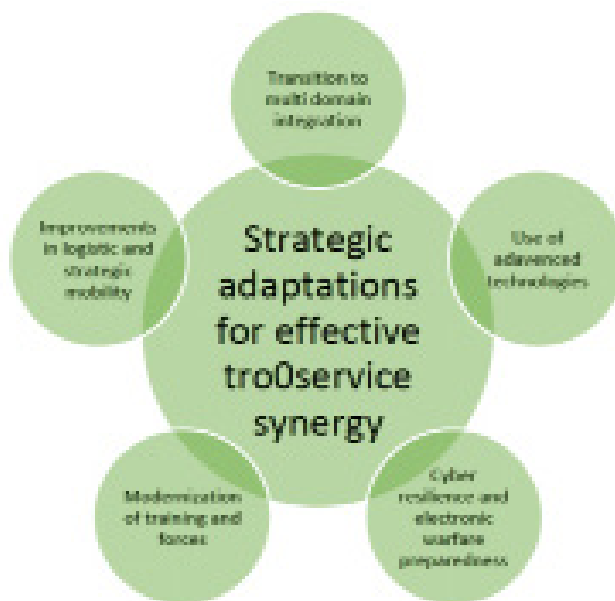 Transition to
multi domain
integration
Improvements
in logistic and
strategic
mobility
Strategic
adaptations
for effective
tro0service
synergy
Use of
adavenced
technologies
Modernization
of training and
forces
Cyber
resilience and
electronic
warfare
preparedness